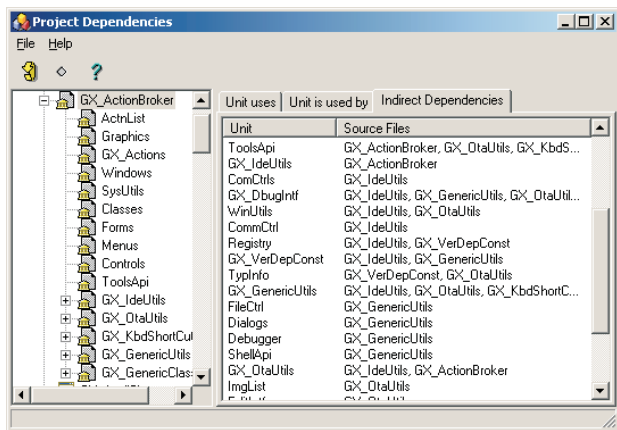 Project Dependencies
File Help
?
GX_ActionBroker
ActnList
Graphics
GX_Actions
Windows
SysUtils
Classes
Forms
Menus
Controls
ToolsApi
GX_IdeUtils
GX_OtaUtils
GX_KbdShortCut
GX_GenericUtils
GX_GenericClas
Unit uses Unit is used by Indirect Dependencies
Unit Source Files
ToolsApi GX_ActionBroker, GX_OtaUtils, GX_KbdS...
GX_IdeUtils GX_ActionBroker
ComCtrls GX_IdeUtils
GX_DbugIntf GX_IdeUtils, GX_GenericUtils, GX_OtaUtil...
WinUtils GX_IdeUtils, GX_OtaUtils
CommCtrl GX_IdeUtils
Registry GX_IdeUtils, GX_VerDepConst
GX_VerDepConst GX_IdeUtils, GX_GenericUtils
TypInfo GX_VerDepConst, GX_OtaUtils
GX_GenericUtils GX_IdeUtils, GX_OtaUtils, GX_KbdShortC...
FileCtrl GX_GenericUtils
Dialogs GX_GenericUtils
Debugger GX_GenericUtils
ShellApi GX_GenericUtils
GX_OtaUtils GX_IdeUtils, GX_ActionBroker
ImgList GX_OtaUtils